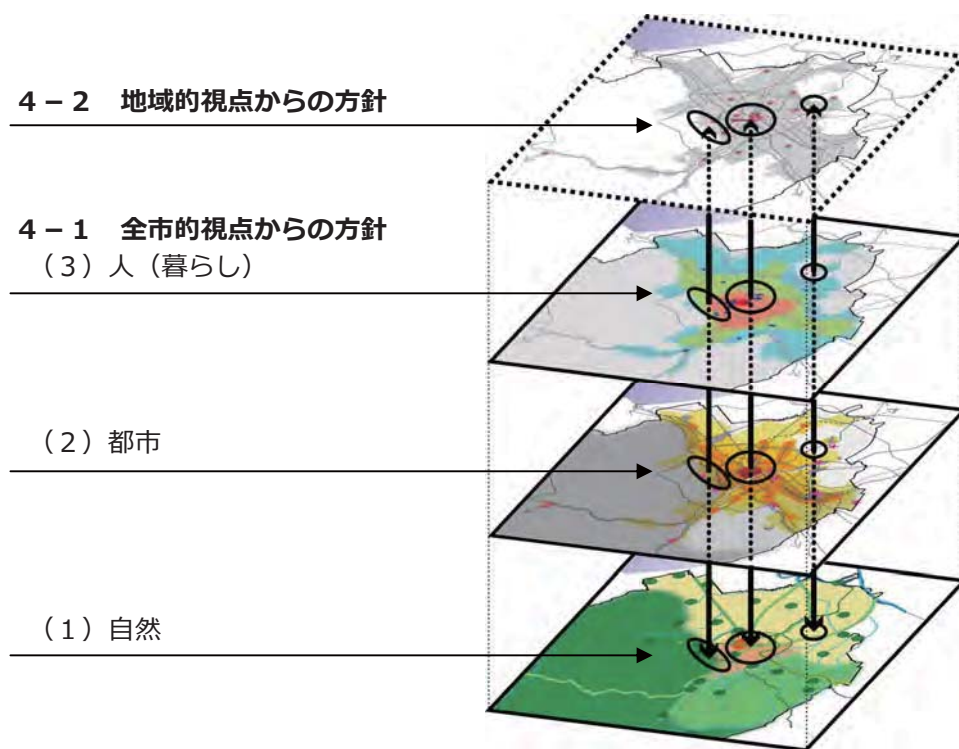 4－2　地域的視点からの方針
4－1　全市的視点からの方針
（3）人（暮らし）
（2）都市
（1）自然